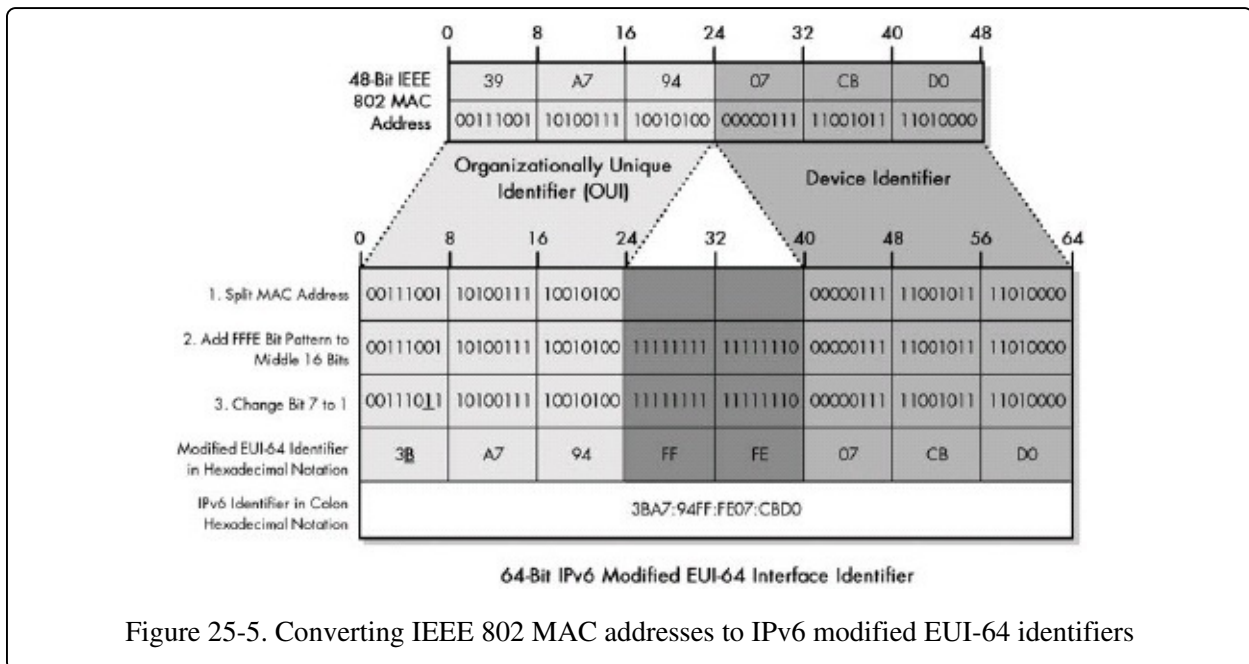 0 8 16 24 32 40 48
48-Bit IEEE
802 MAC
Address
39 A7 94 07 CB D0
00111001 10100111 10010100 00000111 11001011 11010000
Organizationally Unique
Identifier (OUI)
Device Identifier
0 8 16 24 32 40 48 56 64
1. Split MAC Address 00111001 10100111 10010100 00000111 11001011 11010000
2. Add FFFE Bit Pattern to
Middle 16 Bits
00111001 10100111 10010100 11111111 11111110 00000111 11001011 11010000
3. Change Bit 7 to 1 00111011 10100111 10010100 11111111 11111110 00000111 11001011 11010000
Modified EUI-64 Identifier
in Hexadecimal Notation
3B A7 94 FF FE 07 CB D0
IPv6 Identifier in Colon
Hexadecimal Notation
3BA7:94FF:FE07:CBD0
64-Bit IPv6 Modified EUI-64 Interface Identifier
Figure 25-5. Converting IEEE 802 MAC addresses to IPv6 modified EUI-64 identifiers